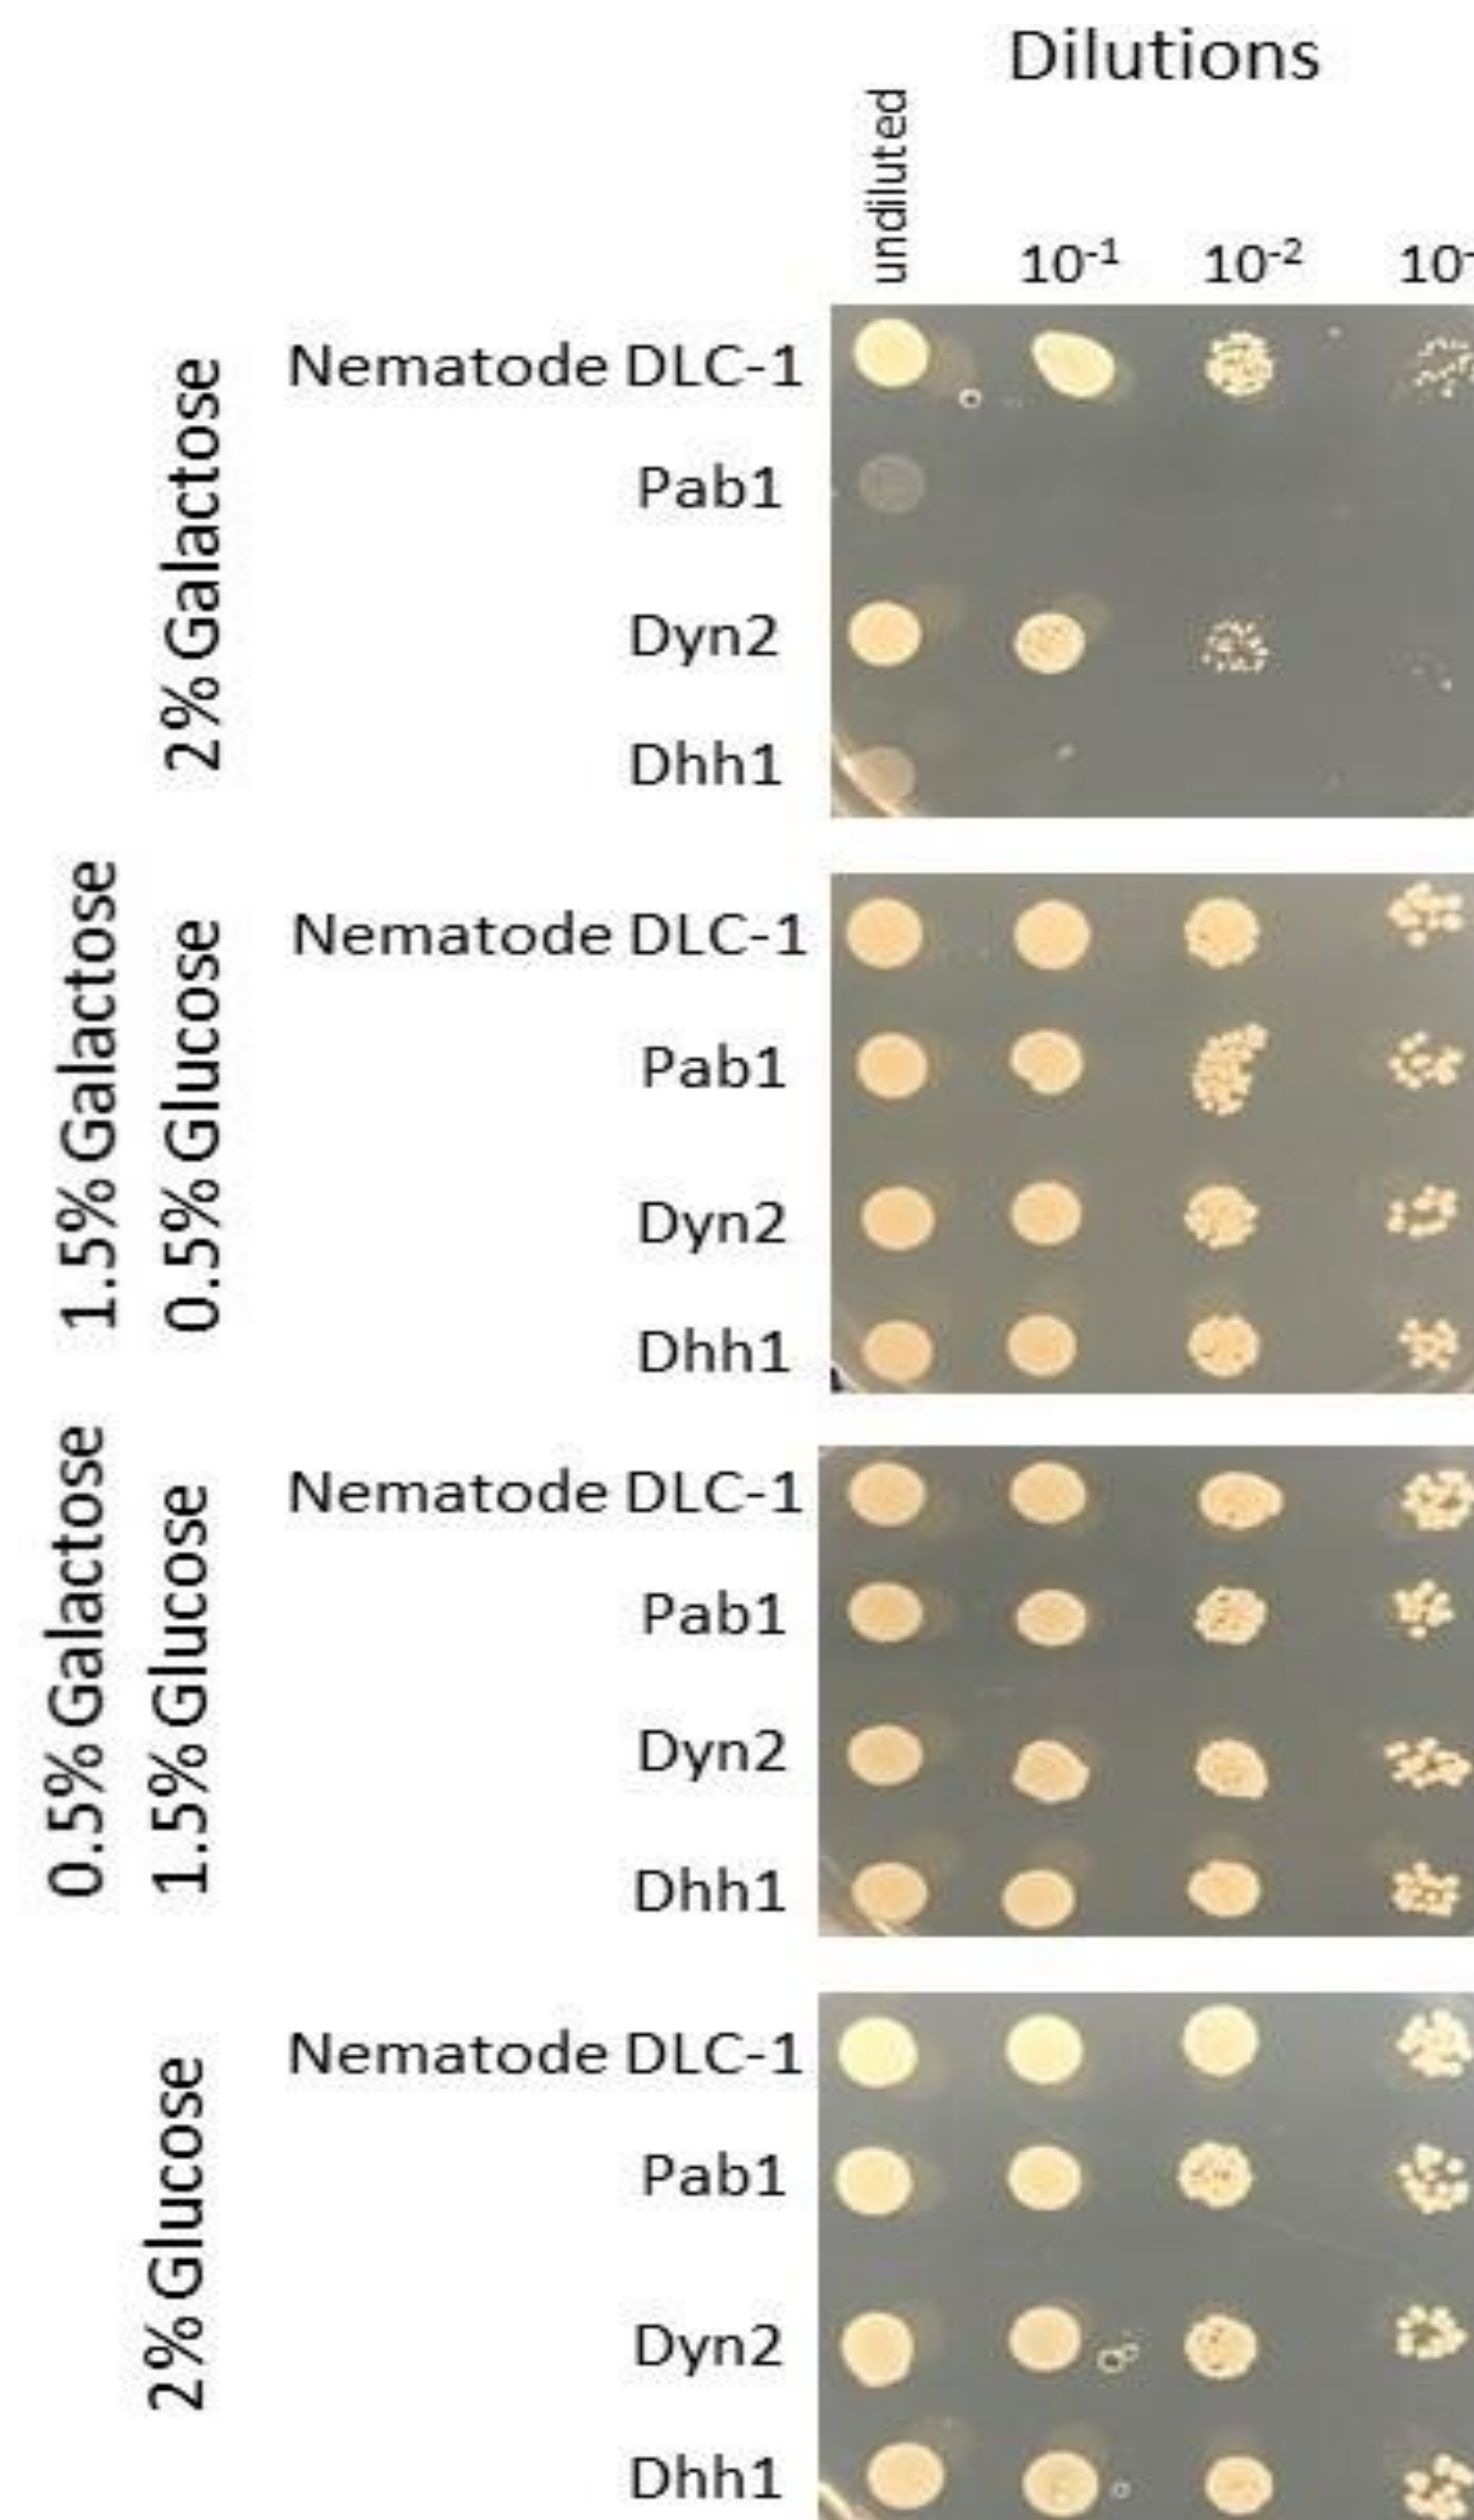 Dilutions
undiluted
10-1
10-2
10-
2% Galactose
Nematode DLC-1
Pab1
Dyn2
Dhh1
1.5% Galactose
0.5% Glucose
Nematode DLC-1
Pab1
Dyn2
Dhh1
0.5% Galactose
1.5% Glucose
Nematode DLC-1
Pab1
Dyn2
Dhh1
2% Glucose
Nematode DLC-1
Pab1
Dyn2
Dhh1